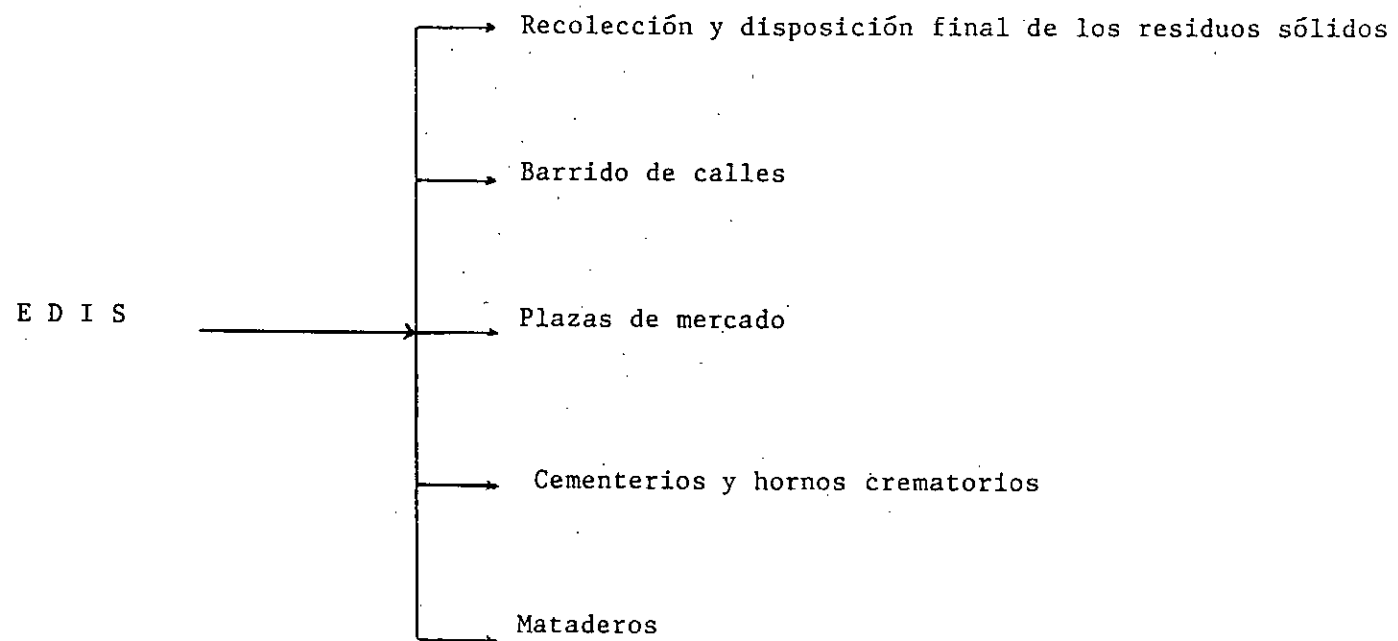 Recolección y disposición final de los residuos sólidos
Barrido de calles
E D I S
Plazas de mercado
Cementerios y hornos crematorios
Mataderos